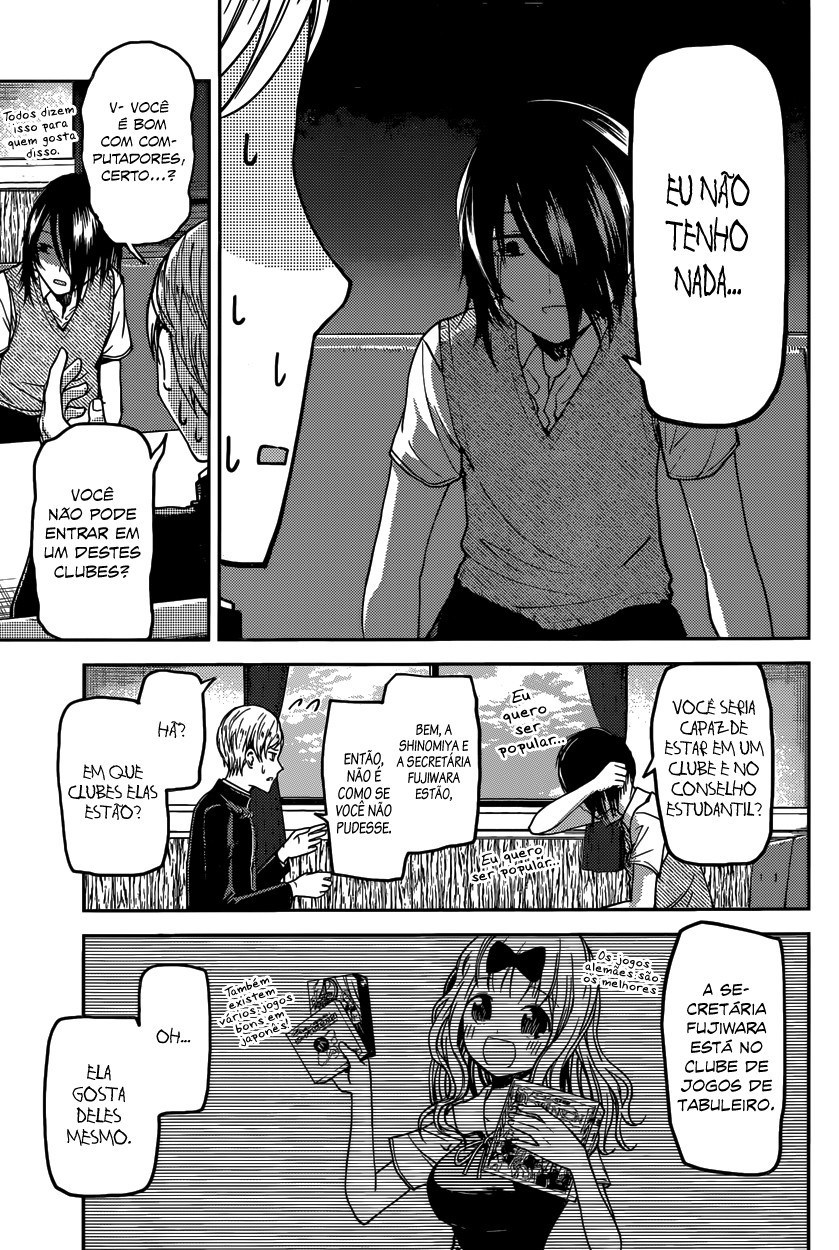 EU NÃO
TENHO
NADA...
V- VOCÊ
É BOM
COM COM-
PUTADORES,
CERTO...?
Todos dizem
isso para
quem gosta
disso.
VOCÊ
NÃO PODE
ENTRAR EM
UM DESTES
CLUBES?
VOCÊ SERIA
CAPAZ DE
ESTAR EM UM
CLUBE E NO
CONSELHO
ESTUDANTIL?
Eu
quero
ser
popular...
Eu quero
ser popular...
BEM, A
SHINOMIYA E
A SECRETÁRIA
FUJIWARA
ESTÃO,
ENTÃO,
NÃO É
COMO SE
VOCÊ NÃO
PUDESSE.
HÃ?
EM QUE
CLUBES ELAS
ESTÃO?
A SE-
CRETÁRIA
FUJIWARA
ESTÁ NO
CLUBE DE
JOGOS DE
TABULEIRO.
Os jogos
alemães são
os melhores
Também
existem
vários jogos
bons em
japonês!
OH...
ELA
GOSTA
DELES
MESMO.